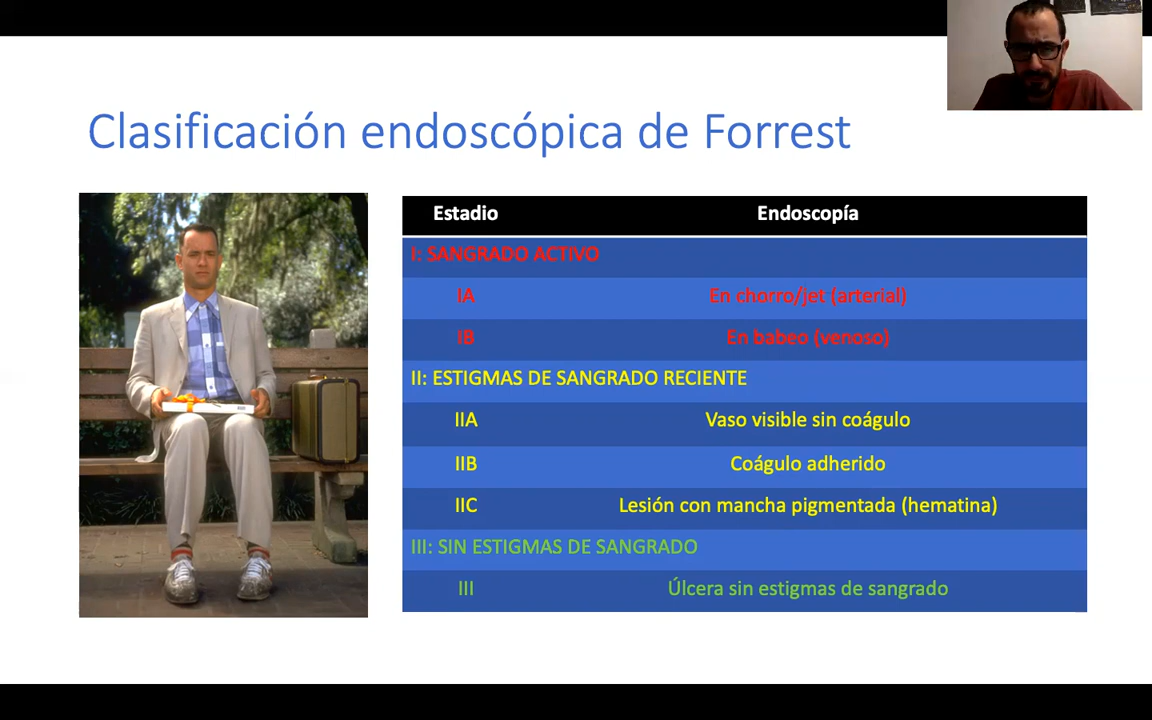 Clasificación endoscópica de Forrest
Estadio Endoscopía
I: SANGRADO ACTIVO
IA En chorro/jet (arterial)
IB En babeo (venoso)
II: ESTIGMAS DE SANGRADO RECIENTE
IIA Vaso visible sin coágulo
IIB Coágulo adherido
IIC Lesión con mancha pigmentada (hematina)
III: SIN ESTIGMAS DE SANGRADO
III Úlcera sin estigmas de sangrado